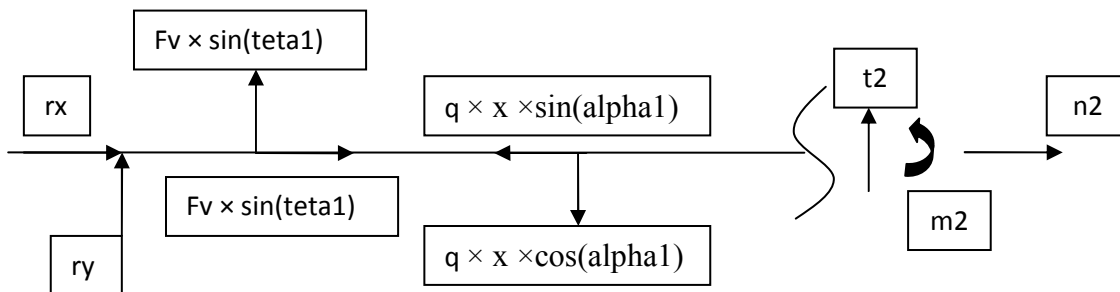 Fv × sin(teta1)
t2
rx
q × x ×sin(alpha1)
n2
Fv × sin(teta1)
m2
ry
q × x ×cos(alpha1)